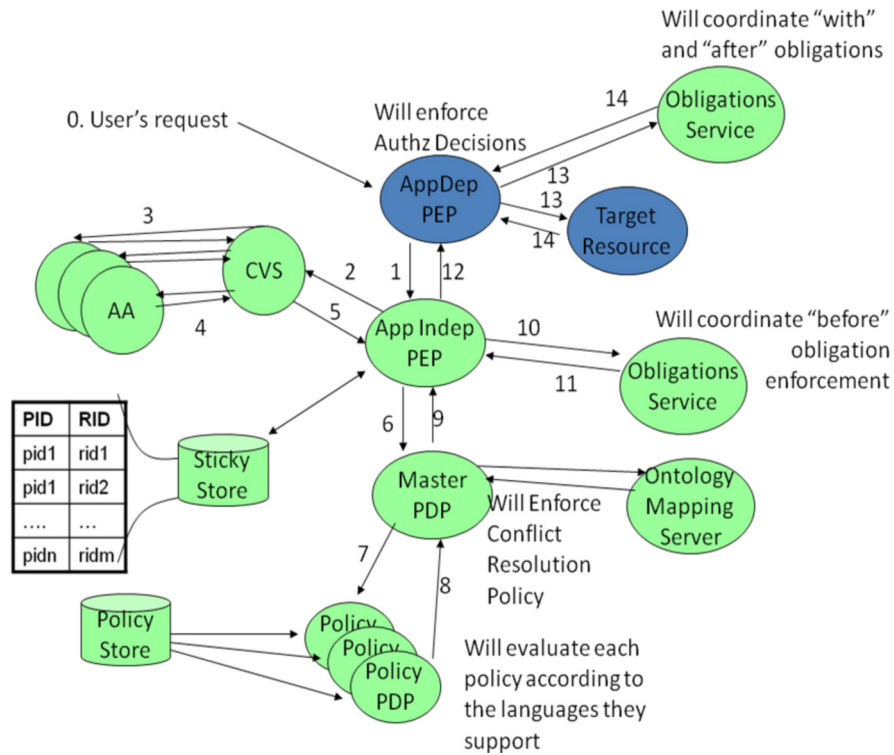 Will coordinate “with”
and “after” obligations
14
Obligations
Service
0. User's request
Will enforce
Authz Decisions
13
AppDep
PEP
13
14
Target
Resource
3
CVS
2
1
12
AA
4
5
App Indep
PEP
10
11
Will coordinate “before”
obligation
enforcement
Obligations
Service
PID RID
pid1 rid1
pid1 rid2
.... ...
pidn ridm
6
9
Sticky
Store
Master
PDP
Will Enforce
Conflict
Resolution
Policy
Ontology
Mapping
Server
7
8
Policy
Store
Policy
Policy
Policy
PDP
Will evaluate each
policy according to
the languages they
support